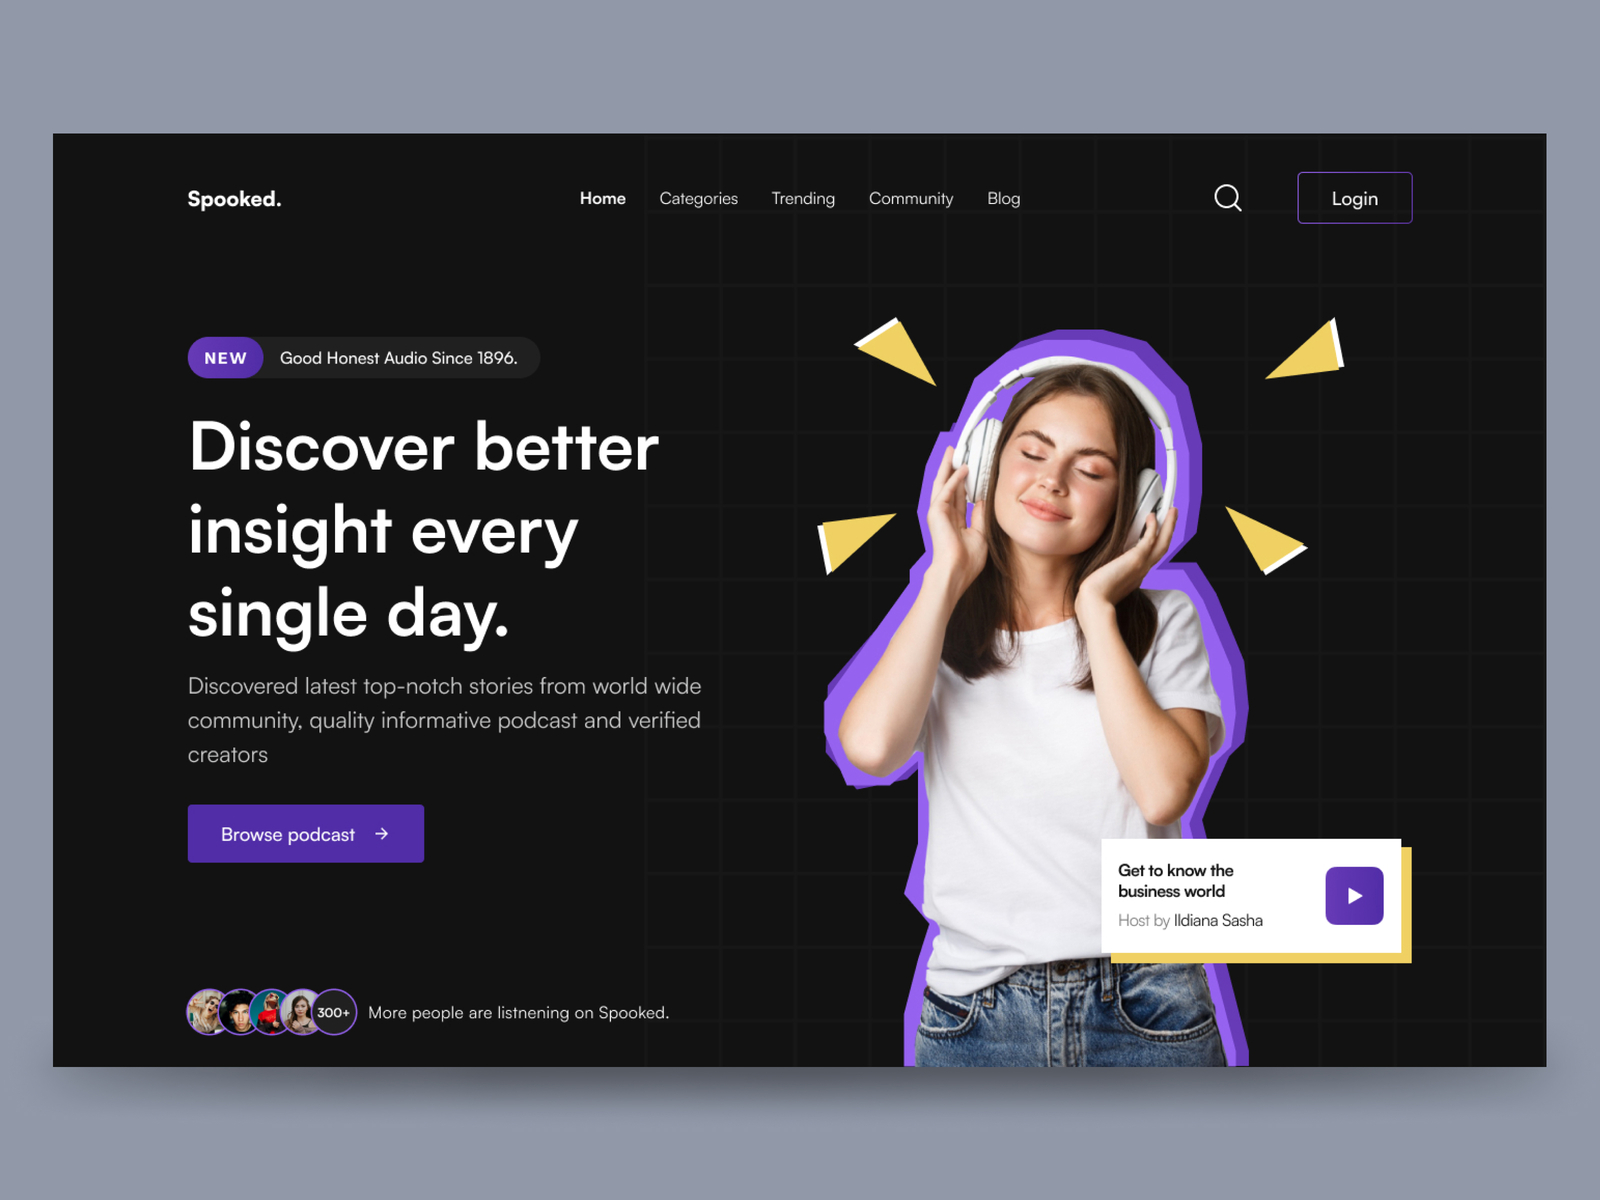 Spooked.
Home Categories Trending Community Blog
Login
NEW Good Honest Audio Since 1896.
Discover better
insight every
single day.
Discovered latest top-notch stories from world wide
community, quality informative podcast and verified
creators
Browse podcast →
Get to know the
business world
Host by Ildiana Sasha
300+ More people are listnening on Spooked.